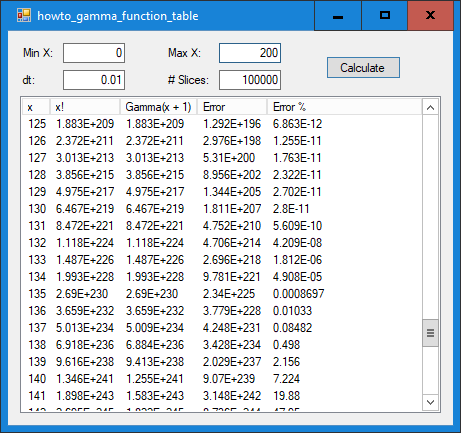 howto_gamma_function_table
Min X: 0 Max X: 200
dt: 0.01 # Slices: 100000
Calculate
x x! Gamma(x + 1) Error Error %
125 1.883E+209 1.883E+209 1.292E+196 6.863E-12
126 2.372E+211 2.372E+211 2.976E+198 1.255E-11
127 3.013E+213 3.013E+213 5.31E+200 1.763E-11
128 3.856E+215 3.856E+215 8.956E+202 2.322E-11
129 4.975E+217 4.975E+217 1.344E+205 2.702E-11
130 6.467E+219 6.467E+219 1.811E+207 2.8E-11
131 8.472E+221 8.472E+221 4.752E+210 5.609E-10
132 1.118E+224 1.118E+224 4.706E+214 4.209E-08
133 1.487E+226 1.487E+226 2.696E+218 1.812E-06
134 1.993E+228 1.993E+228 9.781E+221 4.908E-05
135 2.69E+230 2.69E+230 2.34E+225 0.0008697
136 3.659E+232 3.659E+232 3.779E+228 0.01033
137 5.013E+234 5.009E+234 4.248E+231 0.08482
138 6.918E+236 6.884E+236 3.428E+234 0.498
139 9.616E+238 9.413E+238 2.029E+237 2.156
140 1.346E+241 1.255E+241 9.07E+239 7.224
141 1.898E+243 1.583E+243 3.148E+242 19.88